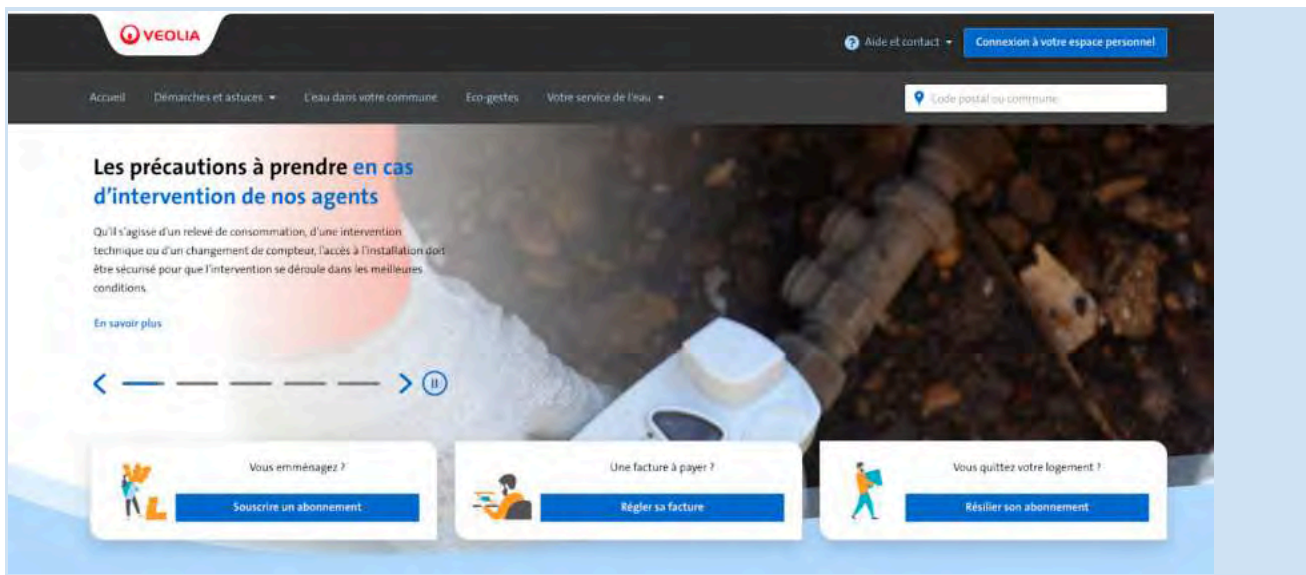 VEOLIA
Aide et contact
Connexion à votre espace personnel
Accueil
Démarches et astuces
L'eau dans votre commune
Eco-gestes
Votre service de l'eau
Code postal ou commune
Les précautions à prendre en cas
d'intervention de nos agents
Qu'il s'agisse d'un relevé de consommation, d'une intervention
technique ou d'un changement de compteur, l'accès à l'installation doit
être sécurisé pour que l'intervention se déroule dans les meilleures
conditions.
En savoir plus
Vous emménagez ?
Souscrire un abonnement
Une facture à payer ?
Régler sa facture
Vous quittez votre logement ?
Résilier son abonnement